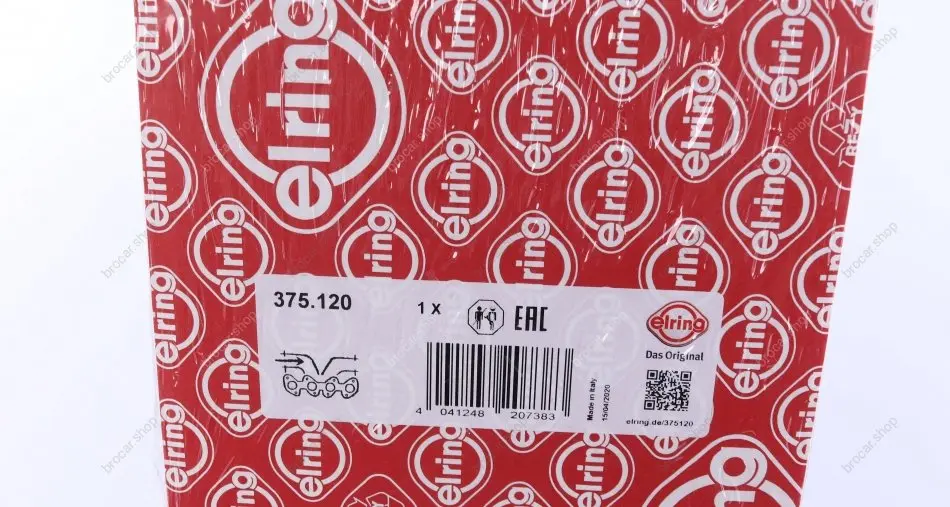 elring
375.120
1 X
EAC
elring
Das Original
4 041248 207383
Made in Italy
15/04/2020
elring.de/375120
RESY
brocar.shop